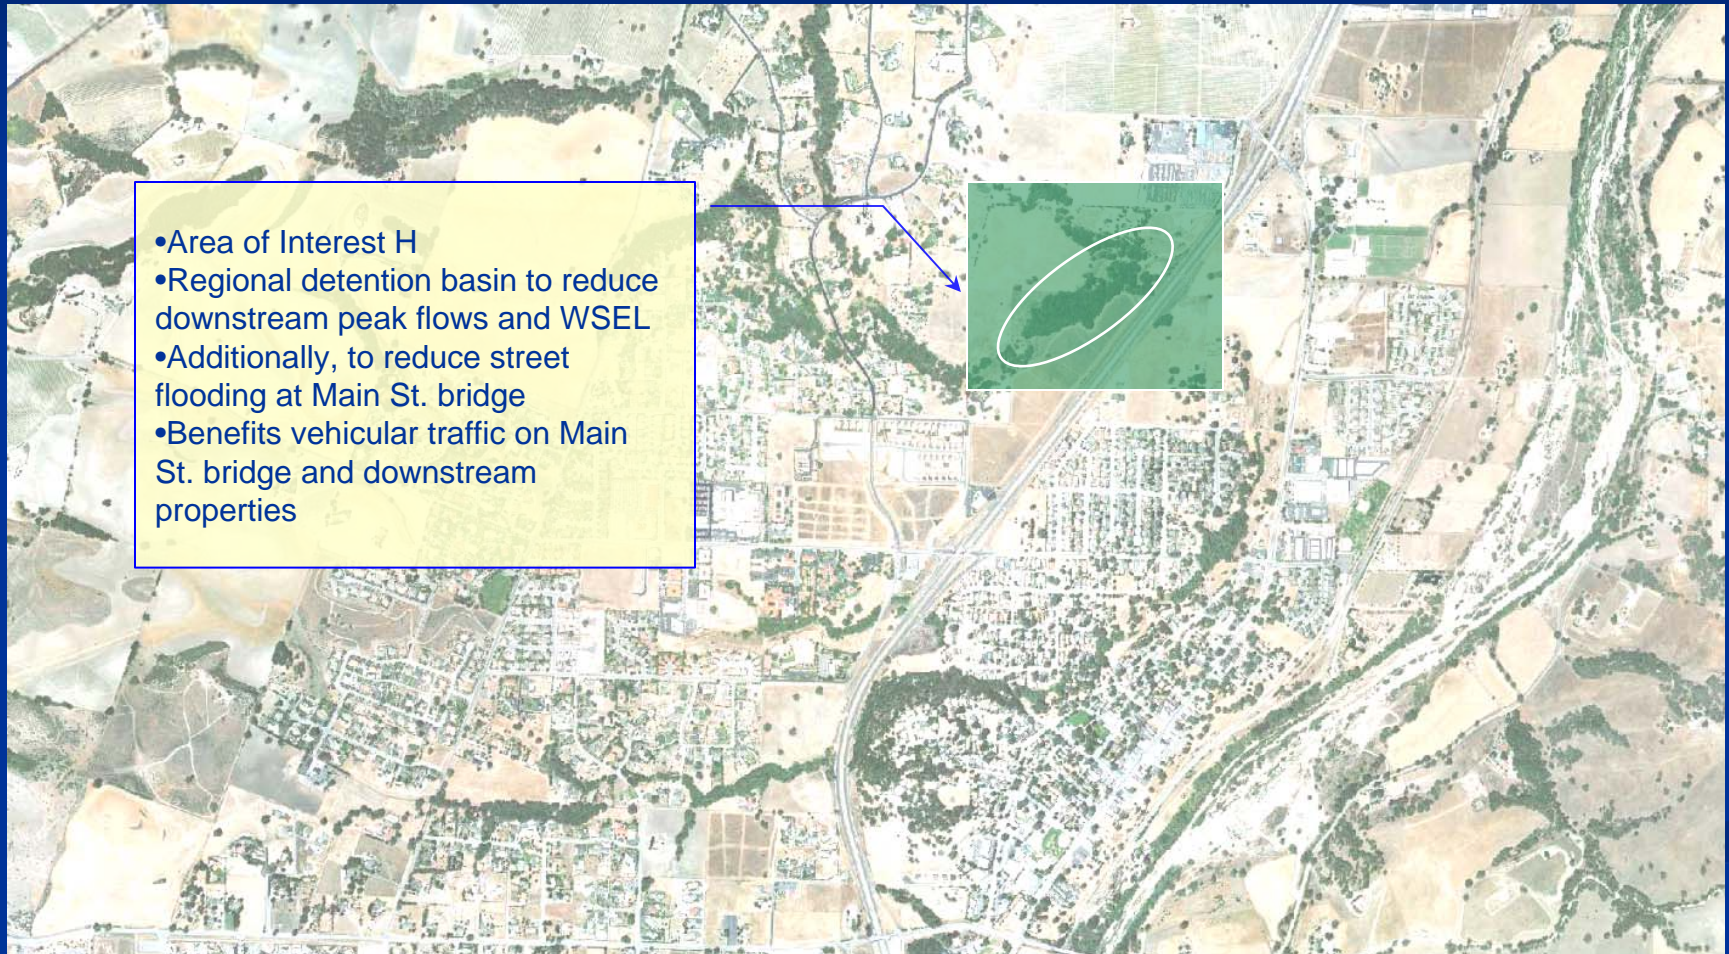 •Area of Interest H
•Regional detention basin to reduce
downstream peak flows and WSEL
•Additionally, to reduce street
flooding at Main St. bridge
•Benefits vehicular traffic on Main
St. bridge and downstream
properties